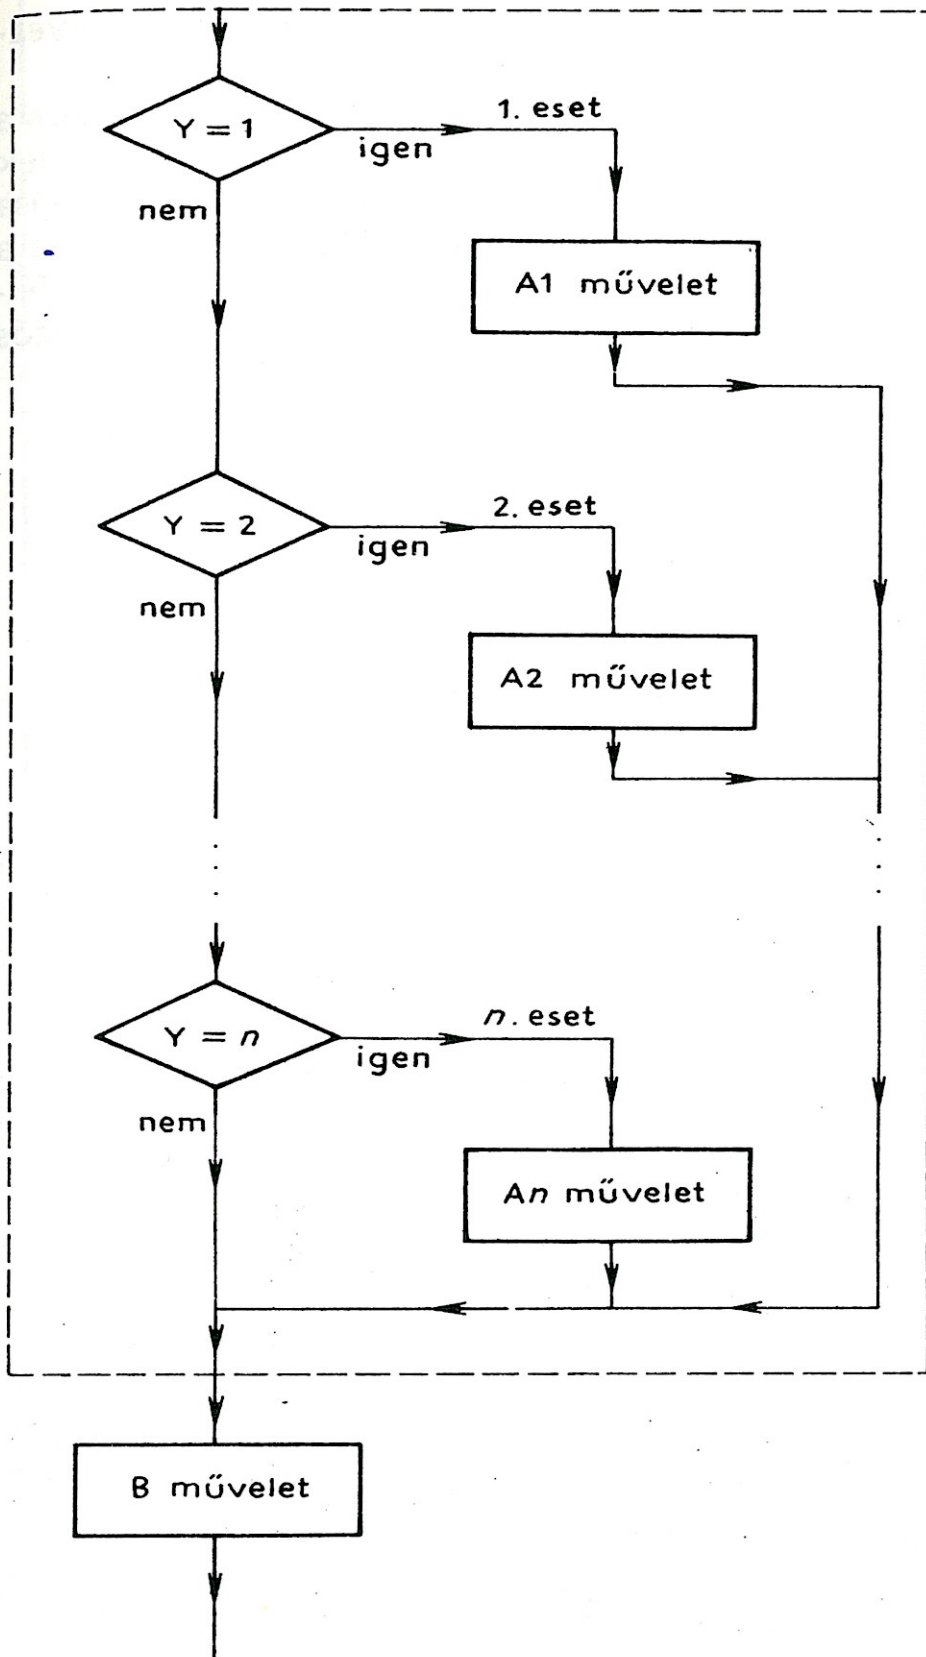 Y = 1
1. eset
igen
nem
A1 művelet
Y = 2
2. eset
igen
nem
A2 művelet
Y = n
n. eset
igen
nem
An művelet
B művelet